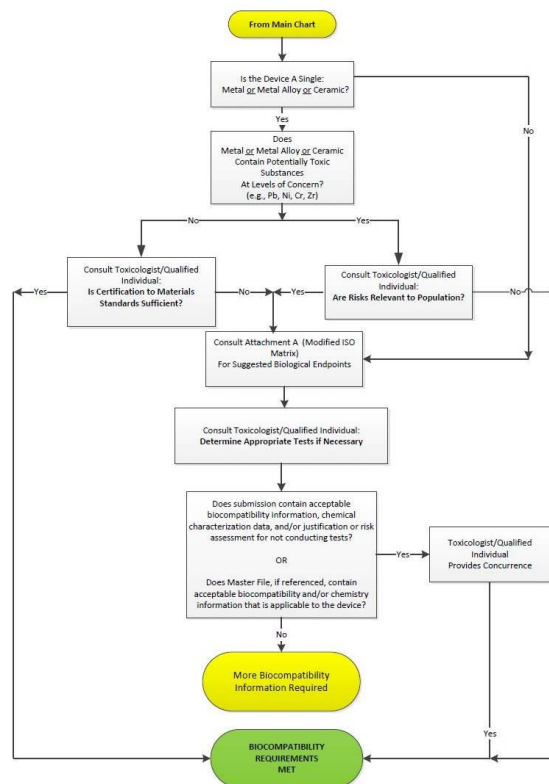 From Main Chart
Is the Device A Single:
Metal or Metal Alloy or Ceramic?
Yes
No
Does
Metal or Metal Alloy or Ceramic
Contain Potentially Toxic
Substances
At Levels of Concern?
(e.g., Pb, Ni, Cr, Zr)
No
Yes
Yes
Consult Toxicologist/Qualified
Individual:
Is Certification to Materials
Standards Sufficient?
No
Yes
Consult Toxicologist/Qualified
Individual:
Are Risks Relevant to Population?
No
Consult Attachment A (Modified ISO
Matrix)
For Suggested Biological Endpoints
Consult Toxicologist/Qualified Individual:
Determine Appropriate Tests if Necessary
Does submission contain acceptable
biocompatibility information, chemical
characterization data, and/or justification or risk
assessment for not conducting tests?
OR
Does Master File, if referenced, contain
acceptable biocompatibility and/or chemistry
information that is applicable to the device?
Yes
Toxicologist/Qualified
Individual
Provides Concurrence
No
More Biocompatibility
Information Required
Yes
BIOCOMPATIBILITY
REQUIREMENTS
MET